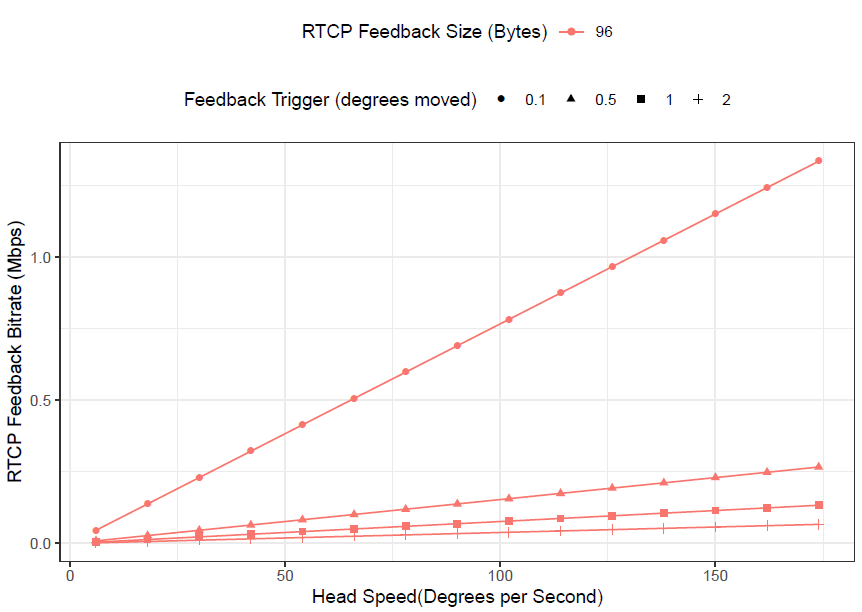 RTCP Feedback Size (Bytes) 96
Feedback Trigger (degrees moved) 0.1 0.5 1 2
RTCP Feedback Bitrate (Mbps)
1.0
0.5
0.0
0 50 100 150
Head Speed(Degrees per Second)